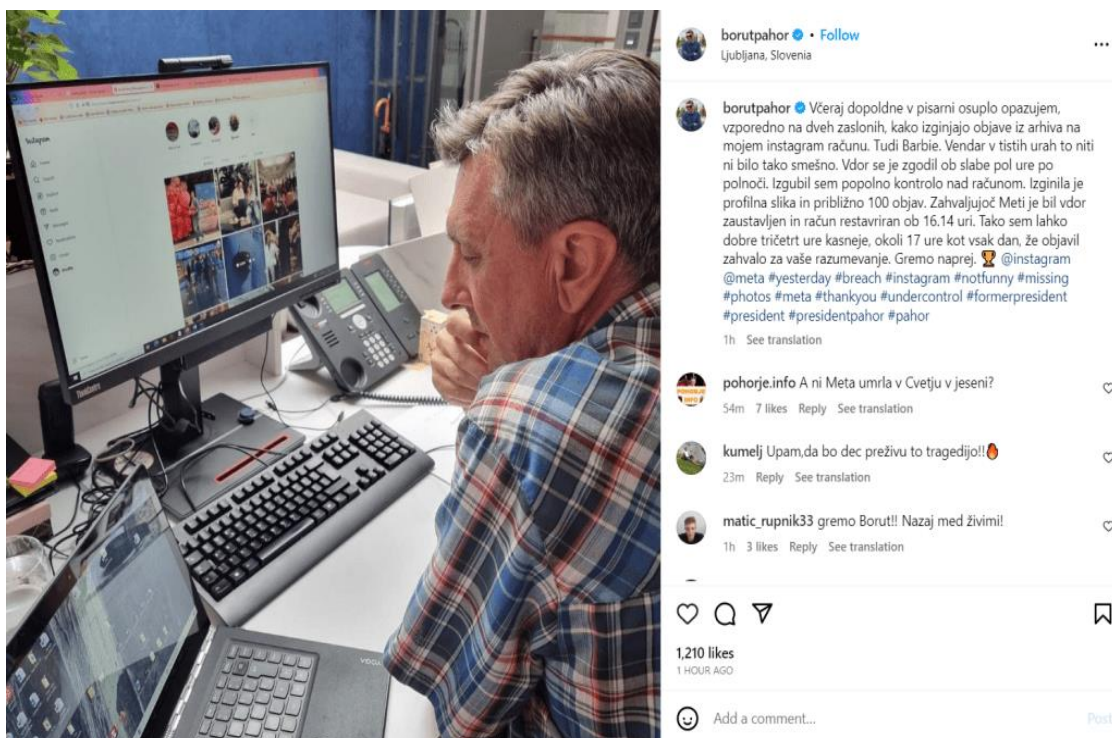 borutpahor • Follow
Ljubljana, Slovenia
borutpahor Včeraj dopoldne v pisarni osuplo opazujem,
vzporedno na dveh zaslonih, kako izginjajo objave iz arhiva na
mojem instagram računu. Tudi Barbie. Vendar v tistih urah to niti
ni bilo tako smešno. Vdor se je zgodil ob slabe pol ure po
polnoči. Izgubil sem popolno kontrolo nad računom. Izginila je
profilna slika in približno 100 objav. Zahvaljujoč Meti je bil vdor
zaustavljen in račun restavriran ob 16.14 uri. Tako sem lahko
dobre tričetrt ure kasneje, okoli 17 ure kot vsak dan, že objavil
zahvalo za vaše razumevanje. Gremo naprej. 🏆 @instagram
@meta #yesterday #breach #instagram #notfunny #missing
#photos #meta #thankyou #undercontrol #formerpresident
#president #presidentpahor #pahor
1h See translation
pohorje.info A ni Meta umrla v Cvetju v jeseni?
54m 7 likes Reply See translation
kumelj Upam,da bo dec preživu to tragedijo!!🔥
23m Reply See translation
matic_rupnik33 gremo Borut!! Nazaj med živimi!
1h 3 likes Reply See translation
1,210 likes
1 HOUR AGO
Add a comment...
Post
Instagram
ThinkCentre
YOGA
POHORJE
INFO